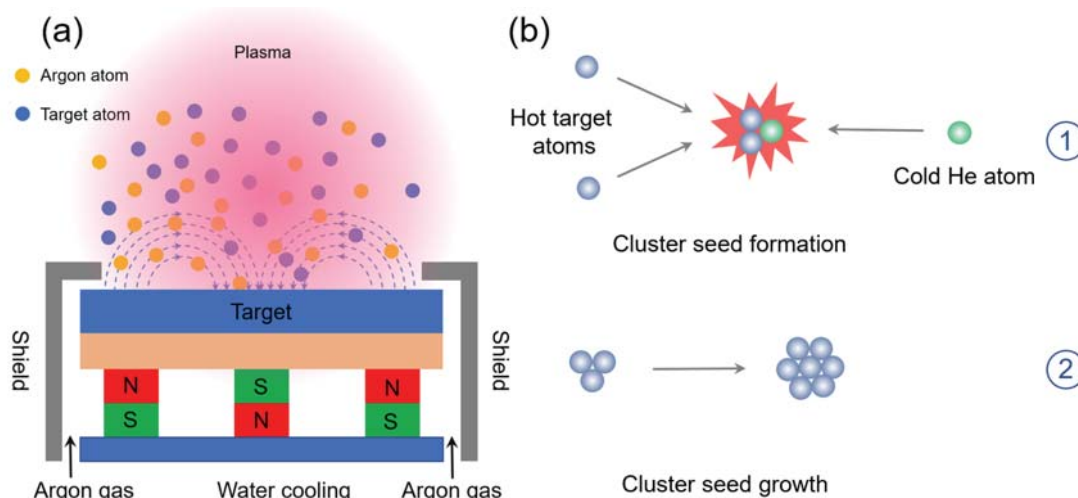 (a)
Plasma
Argon atom
Target atom
Target
Shield
Shield
N
S
N
S
N
S
Argon gas
Water cooling
Argon gas
(b)
Hot target
atoms
Cold He atom
1
Cluster seed formation
2
Cluster seed growth